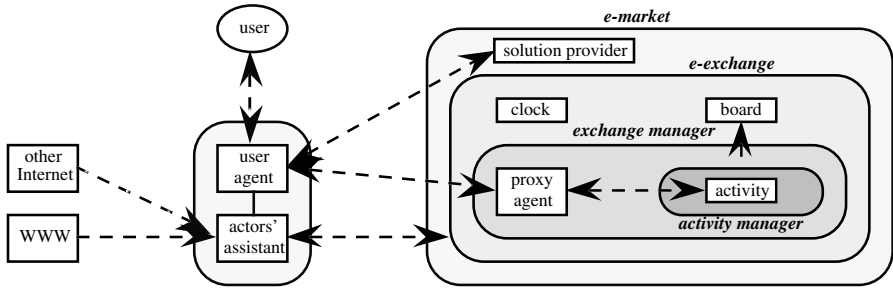 e-market
user
solution provider
e-exchange
clock
board
exchange manager
other
Internet
user
agent
proxy
agent
activity
WWW
actors'
assistant
activity manager